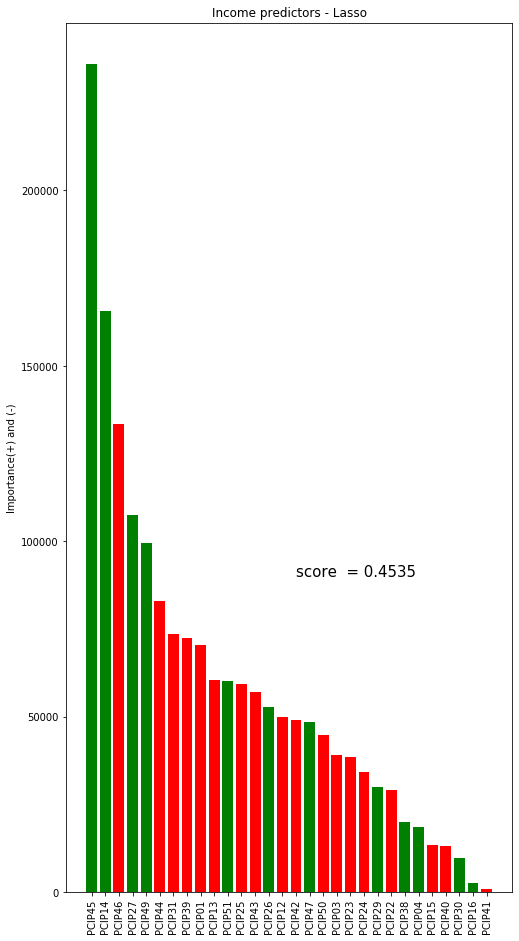 Income predictors - Lasso
Importance(+) and (-)
200000
150000
100000
50000
0
score = 0.4535
PCIP45
PCIP14
PCIP46
PCIP27
PCIP49
PCIP44
PCIP31
PCIP39
PCIP01
PCIP13
PCIP51
PCIP25
PCIP43
PCIP26
PCIP12
PCIP42
PCIP47
PCIP50
PCIP03
PCIP23
PCIP24
PCIP29
PCIP22
PCIP38
PCIP04
PCIP15
PCIP40
PCIP30
PCIP16
PCIP41